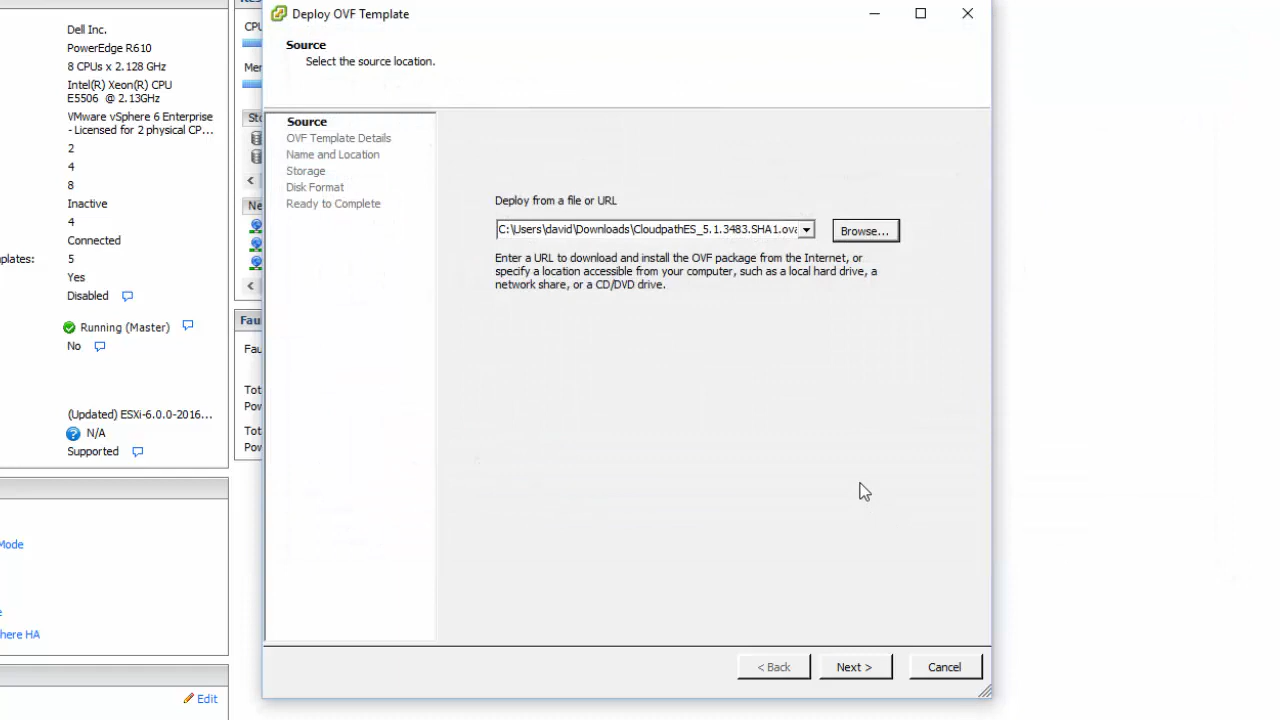 Dell Inc.
PowerEdge R610
8 CPUs x 2.128 GHz
Intel(R) Xeon(R) CPU
E5506 @ 2.13GHz
VMware vSphere 6 Enterprise
- Licensed for 2 physical CP...
2
4
8
Inactive
4
Connected
plates:
5
Yes
Disabled
Running (Master)
No
(Updated) ESXi-6.0.0-2016...
N/A
Supported
Mode
here HA
Edit
CPU
Mem
Sto
<
Ne
<
Fau
Fau
Tot
Pow
Tot
Pow
Deploy OVF Template
Source
Select the source location.
Source
OVF Template Details
Name and Location
Storage
Disk Format
Ready to Complete
Deploy from a file or URL
C:\Users\david\Downloads\CloudpathES_5.1.3483.SHA1.ova
Browse...
Enter a URL to download and install the OVF package from the Internet, or
specify a location accessible from your computer, such as a local hard drive, a
network share, or a CD/DVD drive.
< Back
Next >
Cancel